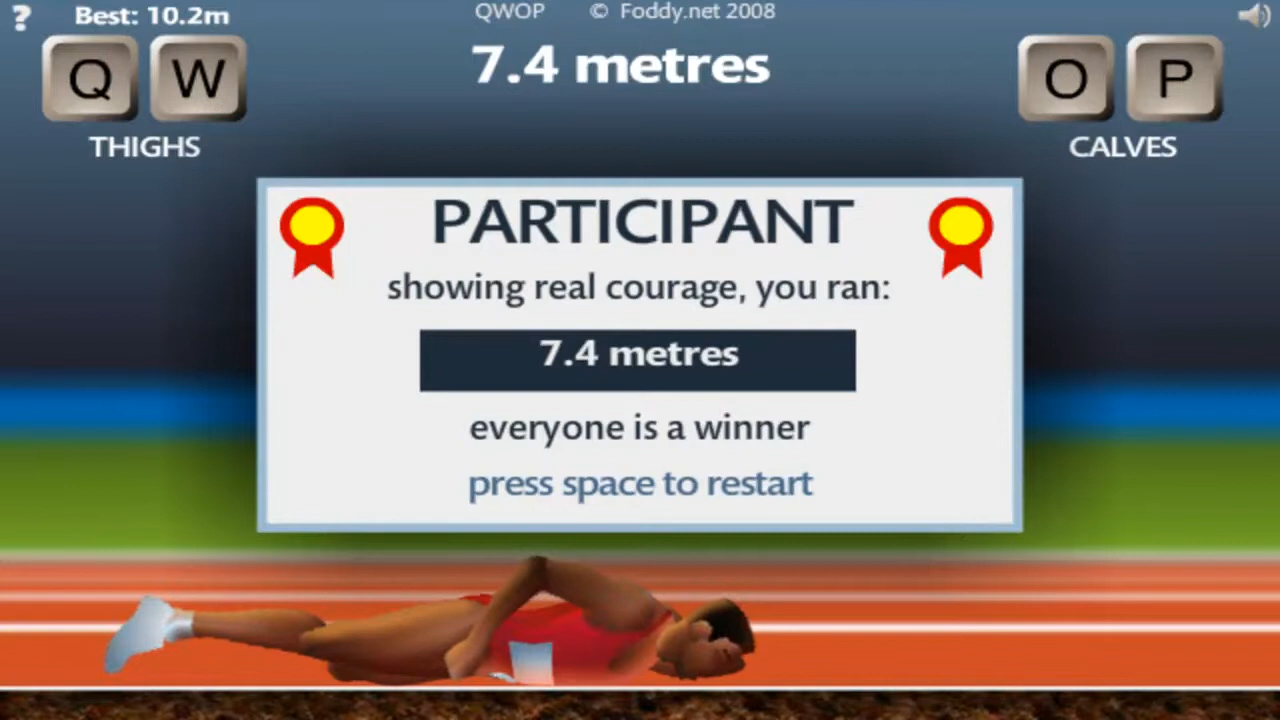 ? Best: 10.2m
QWOP © Foddy.net 2008
7.4 metres
Q W
THIGHS
O P
CALVES
PARTICIPANT
showing real courage, you ran:
7.4 metres
everyone is a winner
press space to restart